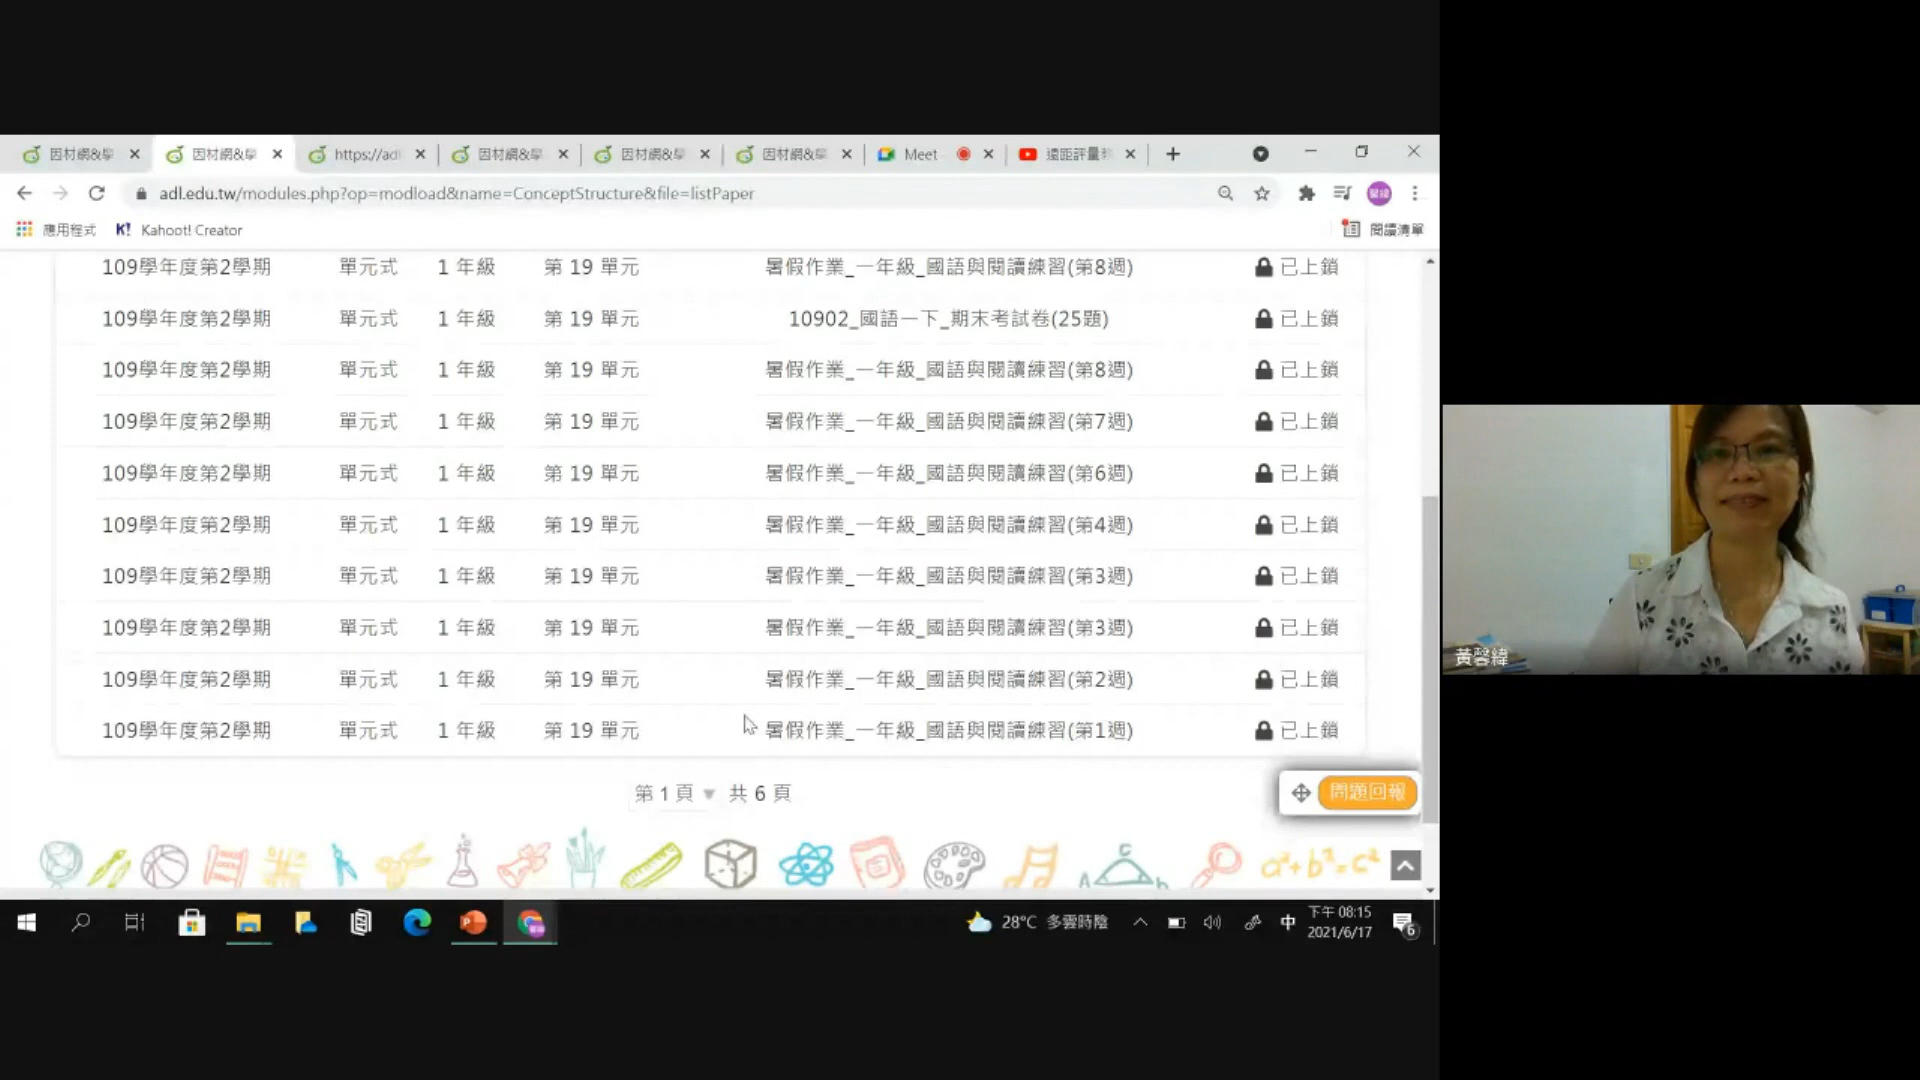 因材網&學
因材網&學
https://adl
因材網&學
因材網&學
因材網&學
Meet
遠距評量
adl.edu.tw/modules.php?op=modload&name=ConceptStructure&file=listPaper
應用程式
Kahoot! Creator
閱讀清單
109學年度第2學期 單元式 1 年級 第 19 單元 暑假作業_一年級_國語與閱讀練習(第8週) 已上鎖
109學年度第2學期 單元式 1 年級 第 19 單元 10902_國語一下_期末考試卷(25題) 已上鎖
109學年度第2學期 單元式 1 年級 第 19 單元 暑假作業_一年級_國語與閱讀練習(第8週) 已上鎖
109學年度第2學期 單元式 1 年級 第 19 單元 暑假作業_一年級_國語與閱讀練習(第7週) 已上鎖
109學年度第2學期 單元式 1 年級 第 19 單元 暑假作業_一年級_國語與閱讀練習(第6週) 已上鎖
109學年度第2學期 單元式 1 年級 第 19 單元 暑假作業_一年級_國語與閱讀練習(第4週) 已上鎖
109學年度第2學期 單元式 1 年級 第 19 單元 暑假作業_一年級_國語與閱讀練習(第3週) 已上鎖
109學年度第2學期 單元式 1 年級 第 19 單元 暑假作業_一年級_國語與閱讀練習(第3週) 已上鎖
109學年度第2學期 單元式 1 年級 第 19 單元 暑假作業_一年級_國語與閱讀練習(第2週) 已上鎖
109學年度第2學期 單元式 1 年級 第 19 單元 暑假作業_一年級_國語與閱讀練習(第1週) 已上鎖
第 1 頁 共 6 頁
問題回報
a²+b²=c²
28°C 多雲時陰
中
下午 08:15
2021/6/17
6
黃馨緯